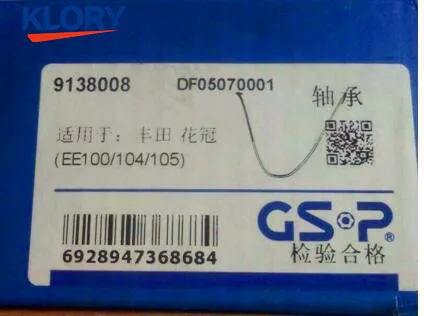 KLORY
9138008 DF05070001 轴承
适用于：丰田 花冠
(EE100/104/105)
GSP®
6928947368684 检验合格